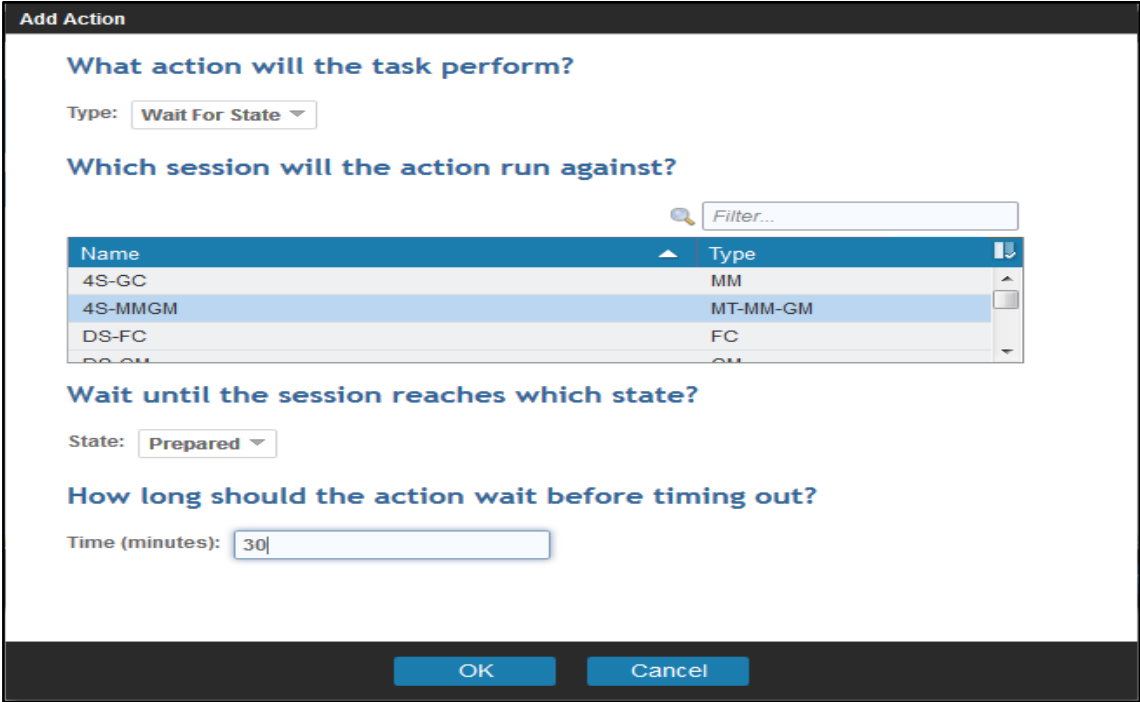 Add Action
What action will the task perform?
Type: Wait For State
Which session will the action run against?
Filter...
Name Type
4S-GC MM
4S-MMGM MT-MM-GM
DS-FC FC
Wait until the session reaches which state?
State: Prepared
How long should the action wait before timing out?
Time (minutes): 30
OK Cancel